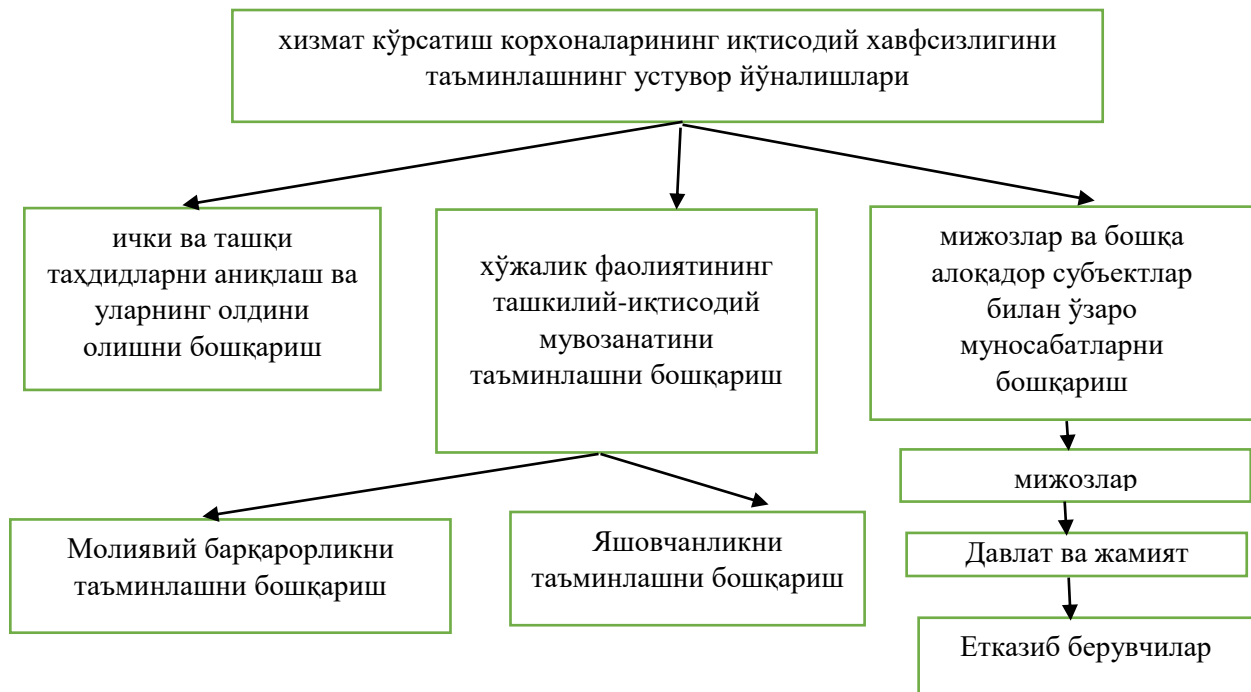 хизмат кўрсатиш корхоналарининг иқтисодий хавфсизлигини
таъминлашнинг устувор йўналишлари
ички ва ташқи
таҳдидларни аниқлаш ва
уларнинг олдини
олишни бошқариш
хўжалик фаолиятининг
ташкилий-иқтисодий
мувозанатини
таъминлашни бошқариш
мижозлар ва бошқа
алоқадор субъектлар
билан ўзаро
муносабатларни
бошқариш
Молиявий барқарорликни
таъминлашни бошқариш
Яшовчанликни
таъминлашни бошқариш
мижозлар
Давлат ва жамият
Етказиб берувчилар